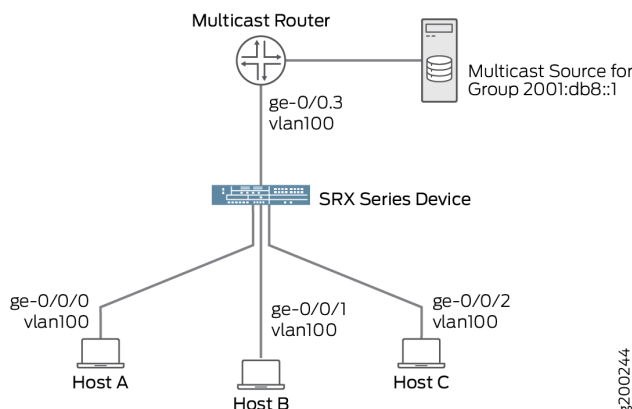 Multicast Router
Multicast Source for
Group 2001:db8::1
ge-0/0.3
vlan100
SRX Series Device
ge-0/0/0
vlan100
ge-0/0/1
vlan100
ge-0/0/2
vlan100
Host A
Host B
Host C
g200244